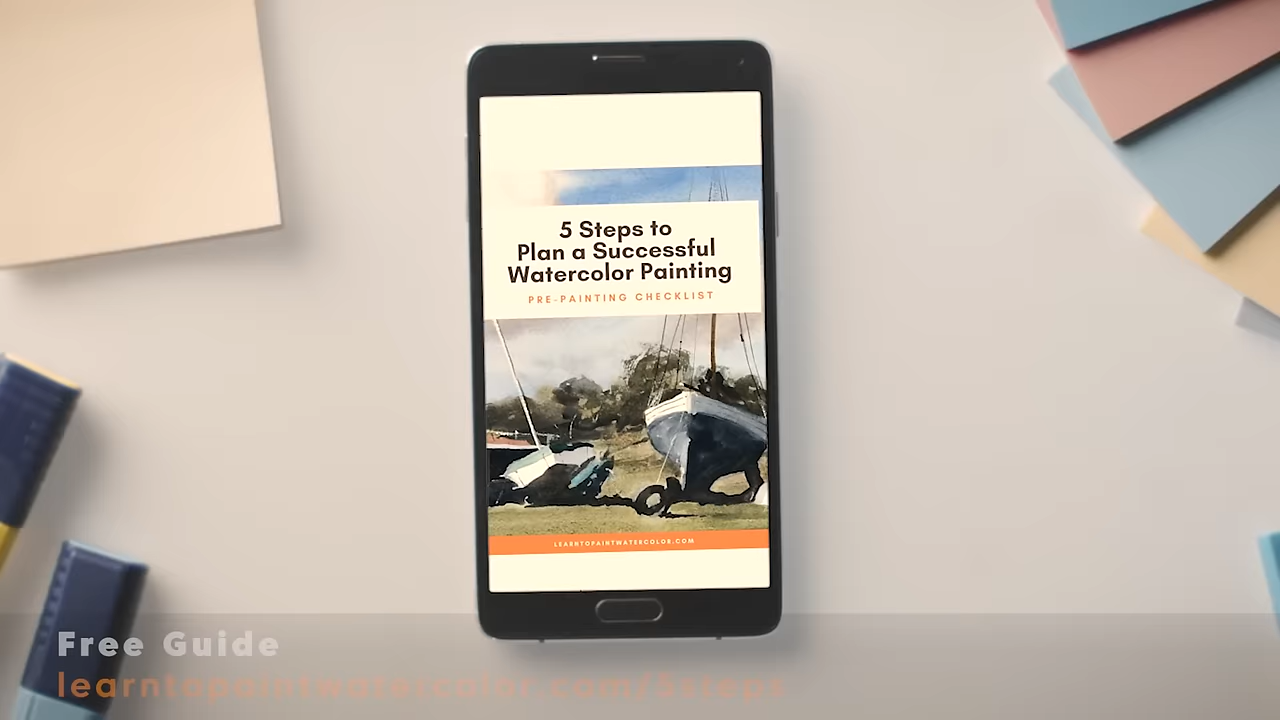 5 Steps to
Plan a Successful
Watercolor Painting
PRE-PAINTING CHECKLIST
LEARNTOPAINTWATERCOLOR.COM
Free Guide
learntopaintwatercolor.com/5steps